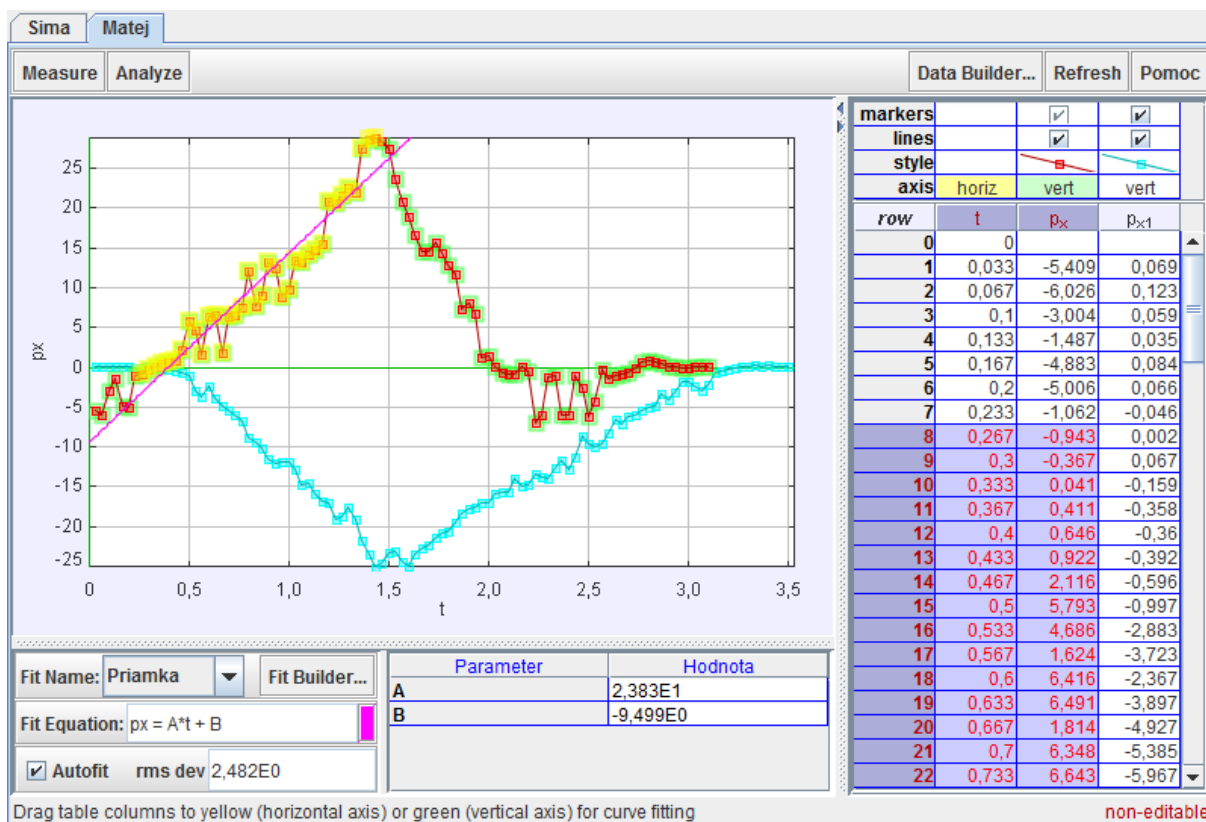 Sima Matej
Measure Analyze Data Builder... Refresh Pomoc
px
25
20
15
10
5
0
-5
-10
-15
-20
-25
0 0,5 1,0 1,5 2,0 2,5 3,0 3,5
t
markers
lines
style
axis horiz vert vert
row t px px1
0 0
1 0,033 -5,409 0,069
2 0,067 -6,026 0,123
3 0,1 -3,004 0,059
4 0,133 -1,487 0,035
5 0,167 -4,883 0,084
6 0,2 -5,006 0,066
7 0,233 -1,062 -0,046
8 0,267 -0,943 0,002
9 0,3 -0,367 0,067
10 0,333 0,041 -0,159
11 0,367 0,411 -0,358
12 0,4 0,646 -0,36
13 0,433 0,922 -0,392
14 0,467 2,116 -0,596
15 0,5 5,793 -0,997
16 0,533 4,686 -2,883
17 0,567 1,624 -3,723
18 0,6 6,416 -2,367
19 0,633 6,491 -3,897
20 0,667 1,814 -4,927
21 0,7 6,348 -5,385
22 0,733 6,643 -5,967
Fit Name: Priamka Fit Builder...
Fit Equation: px = A*t + B
Autofit rms dev 2,482E0
Parameter Hodnota
A 2,383E1
B -9,499E0
Drag table columns to yellow (horizontal axis) or green (vertical axis) for curve fitting non-editable